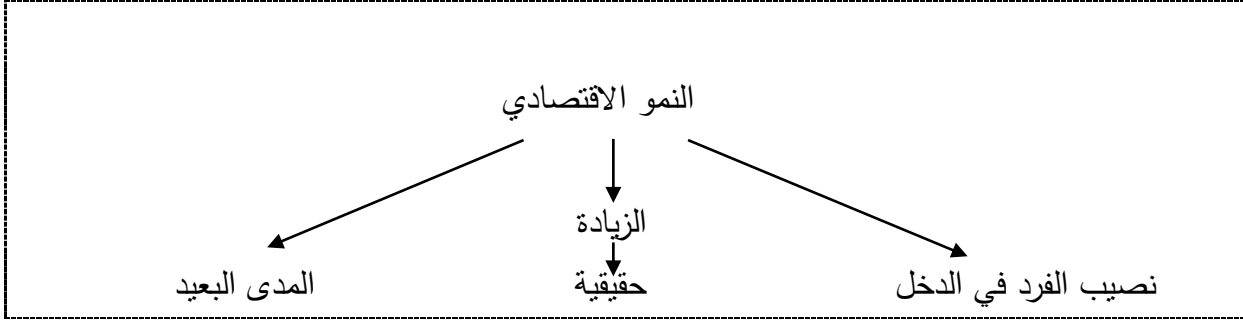 النمو الاقتصادي
الزيادة
نصيب الفرد في الدخل
حقيقية
المدى البعيد